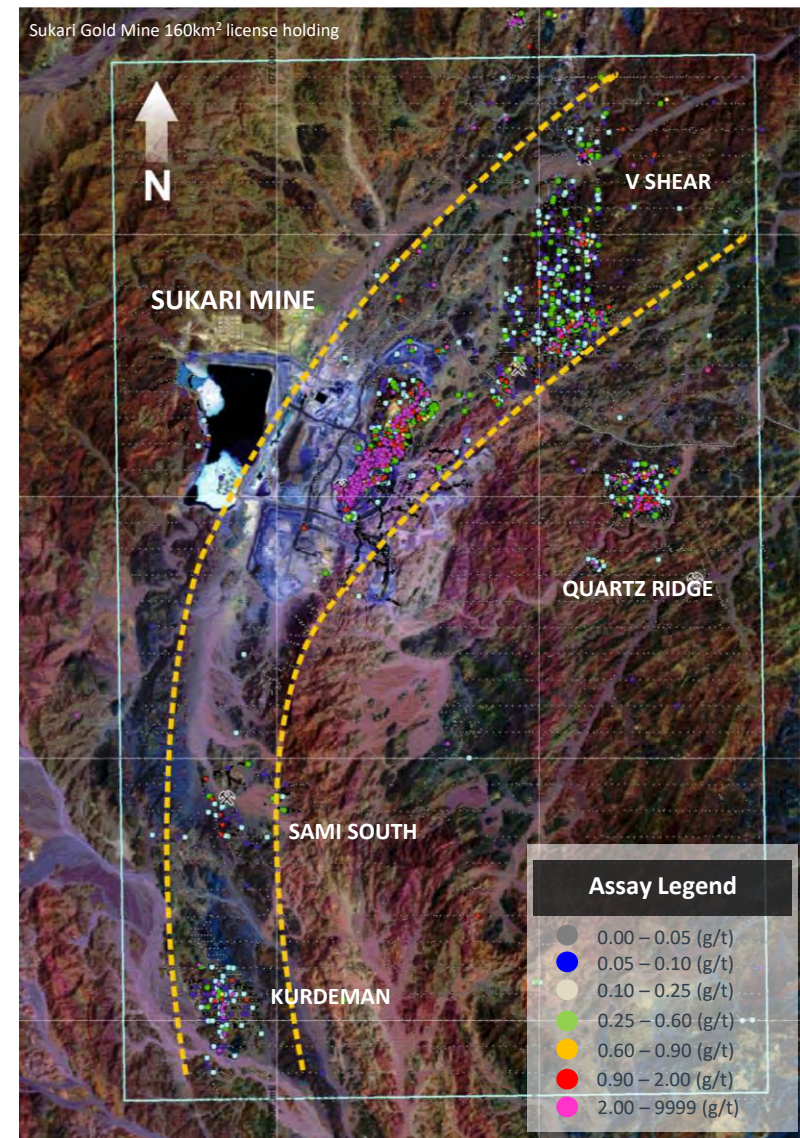 Sukari Gold Mine 160km² license holding
N
V SHEAR
SUKARI MINE
QUARTZ RIDGE
SAMI SOUTH
KURDEMAN
Assay Legend
0.00 – 0.05 (g/t)
0.05 – 0.10 (g/t)
0.10 – 0.25 (g/t)
0.25 – 0.60 (g/t)
0.60 – 0.90 (g/t)
0.90 – 2.00 (g/t)
2.00 – 9999 (g/t)